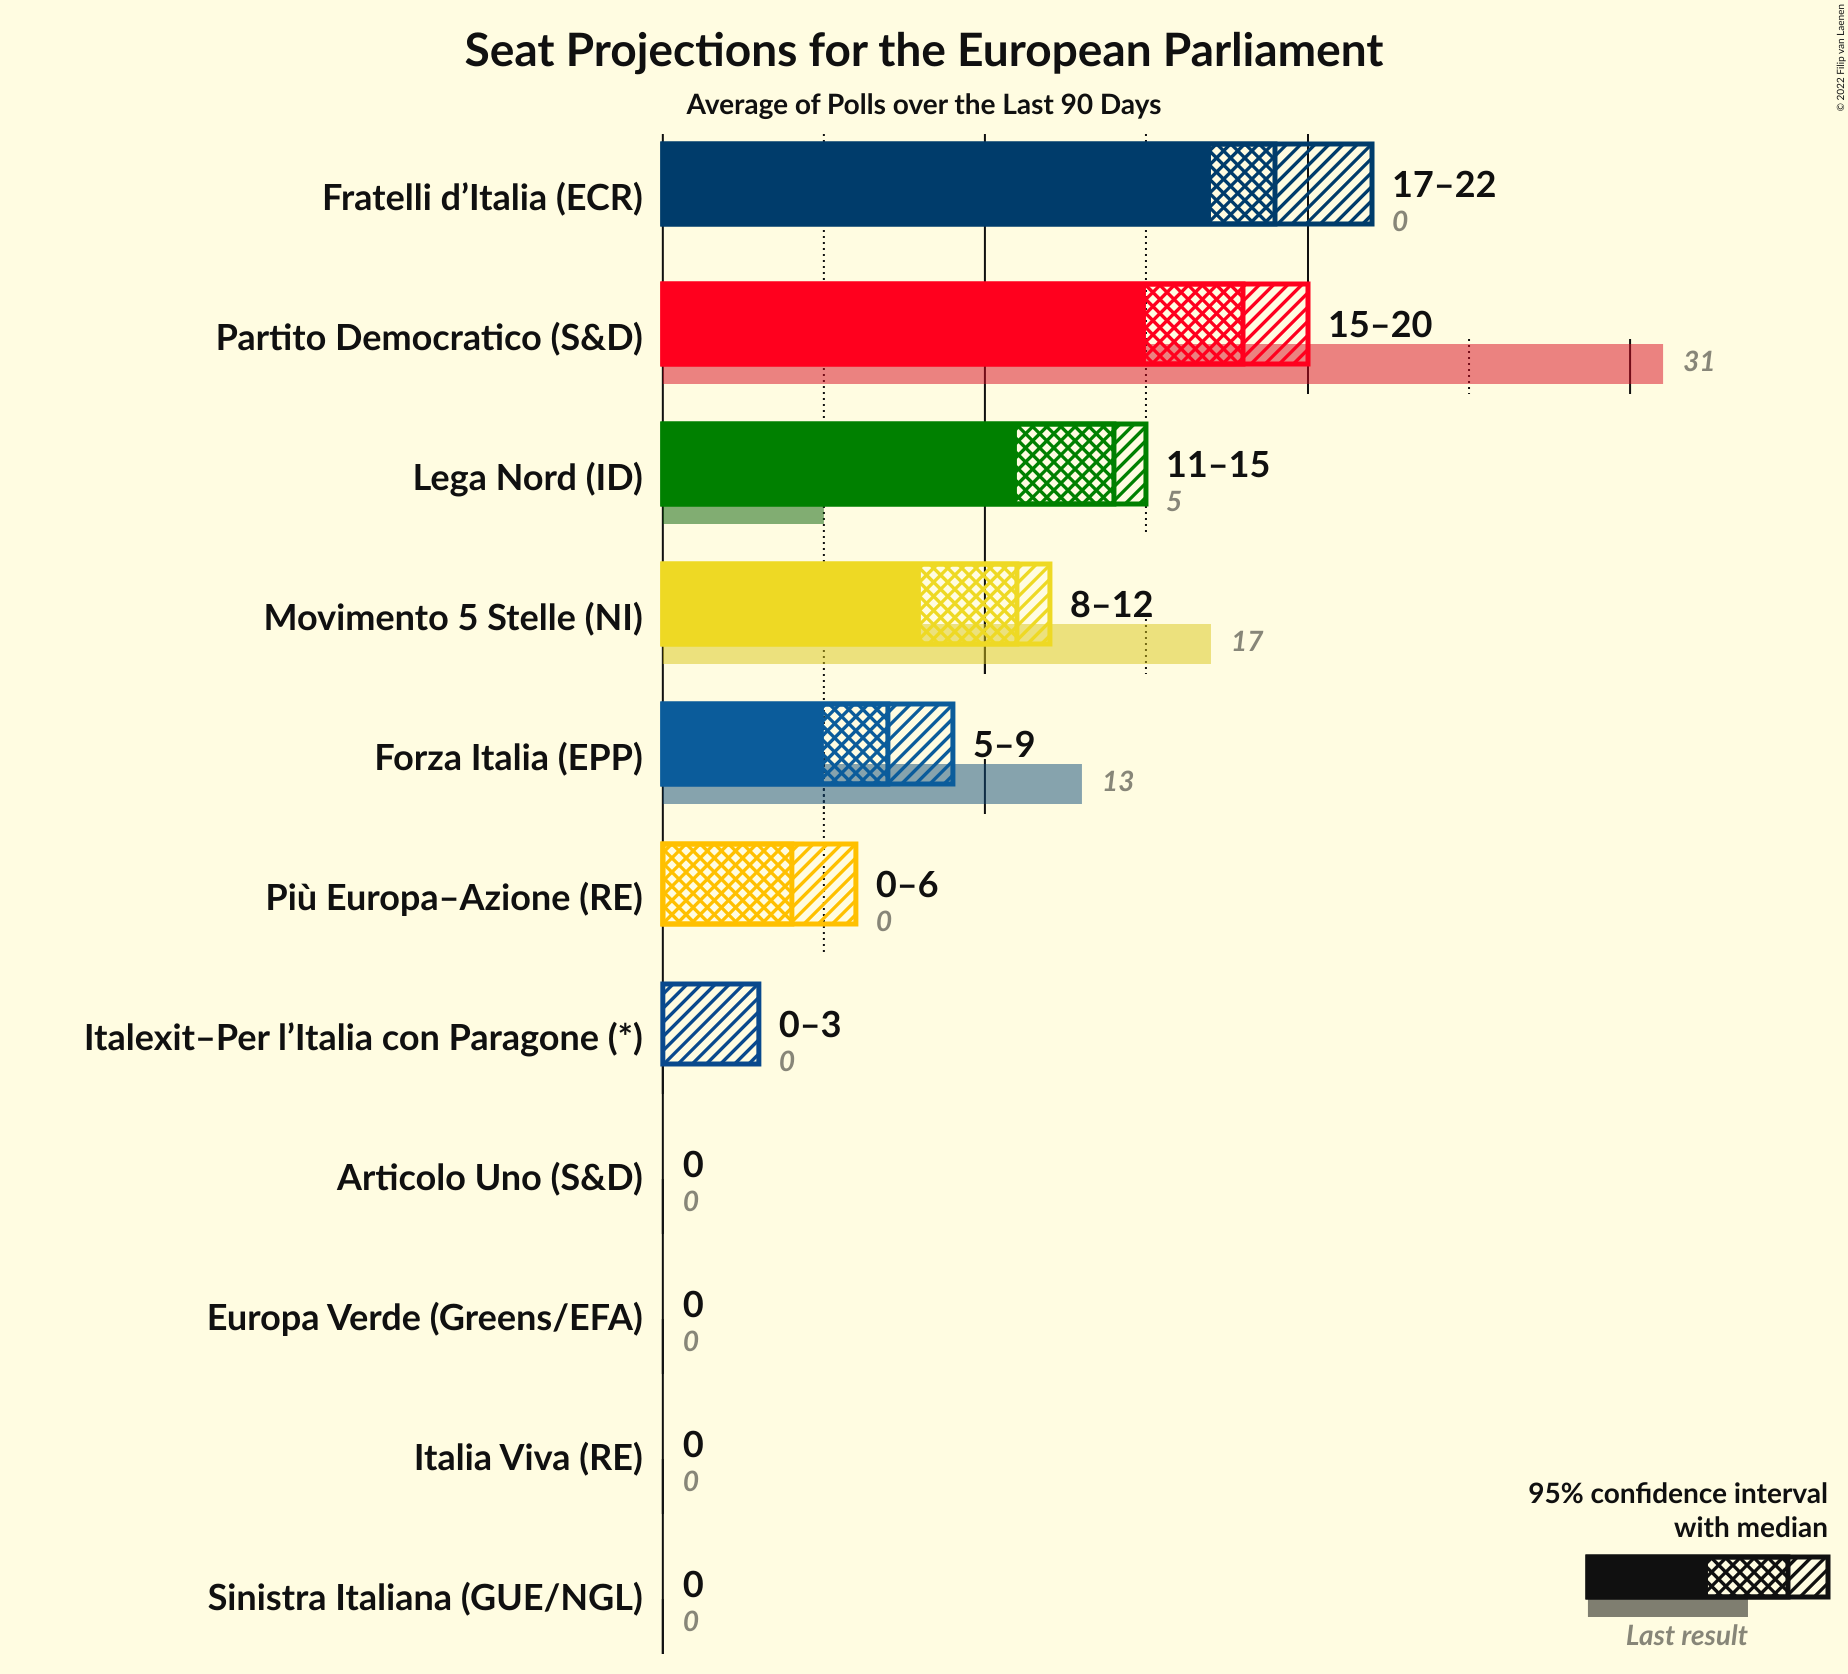 Seat Projections for the European Parliament
Average of Polls over the Last 90 Days
© 2022 Filip van Laenen
Fratelli d’Italia (ECR)
17–22
0
Partito Democratico (S&D)
15–20
31
Lega Nord (ID)
11–15
5
Movimento 5 Stelle (NI)
8–12
17
Forza Italia (EPP)
5–9
13
Più Europa–Azione (RE)
0–6
0
Italexit–Per l’Italia con Paragone (*)
0–3
0
Articolo Uno (S&D)
0
0
Europa Verde (Greens/EFA)
0
0
Italia Viva (RE)
0
0
Sinistra Italiana (GUE/NGL)
0
0
95% confidence interval
with median
Last result